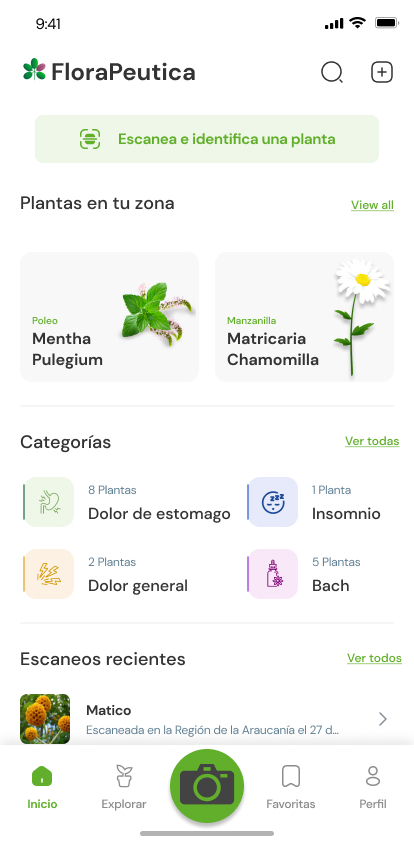 9:41
FloraPeutica
Escanea e identifica una planta
Plantas en tu zona
View all
Poleo
Mentha
Pulegium
Manzanilla
Matricaria
Chamomilla
Categorías
Ver todas
8 Plantas
Dolor de estomago
1 Planta
Insomnio
2 Plantas
Dolor general
5 Plantas
Bach
Escaneos recientes
Ver todos
Matico
Escaneada en la Región de la Araucanía el 27 d...
Inicio
Explorar
Favoritas
Perfil